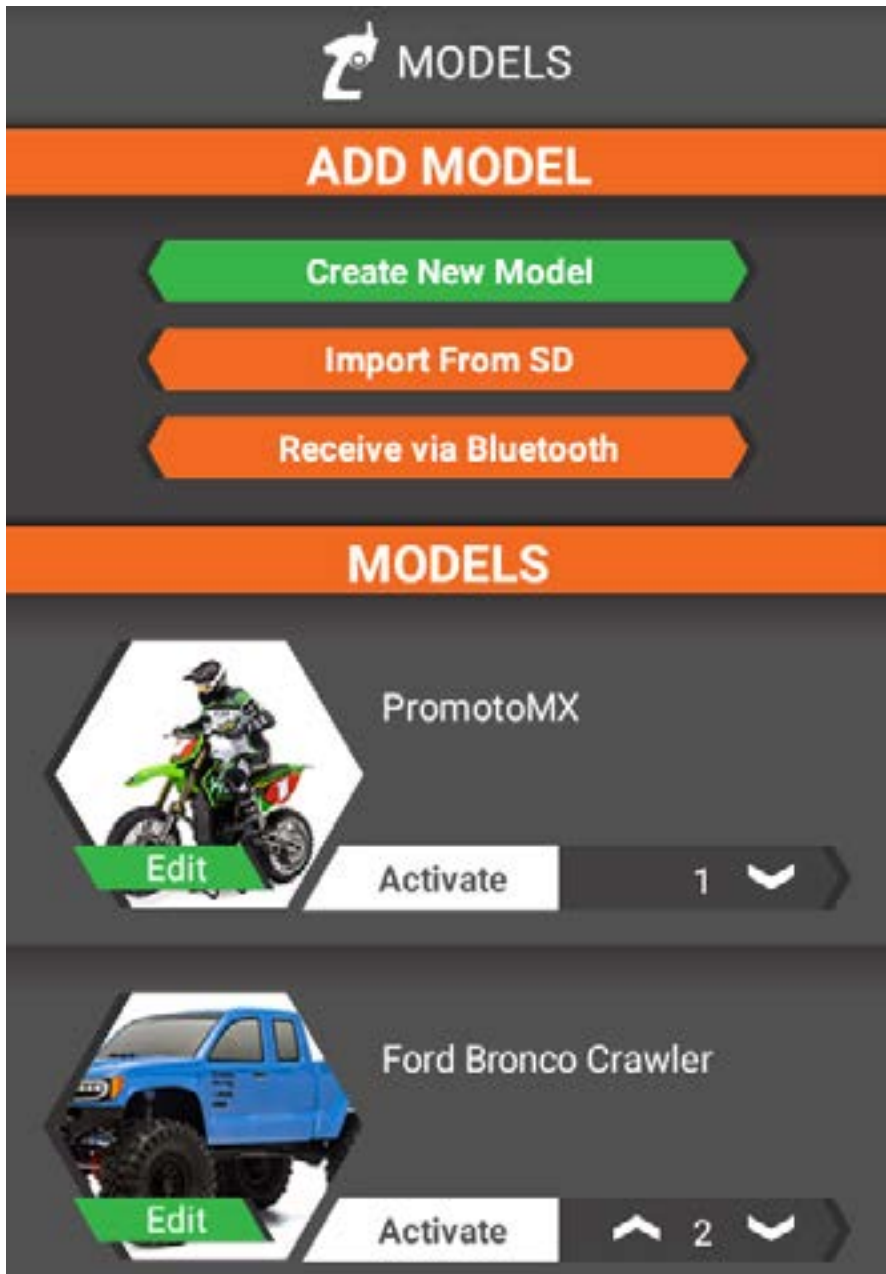 MODELS
ADD MODEL
Create New Model
Import From SD
Receive via Bluetooth
MODELS
PromotoMX
Edit
Activate 1
Ford Bronco Crawler
Edit
Activate 2